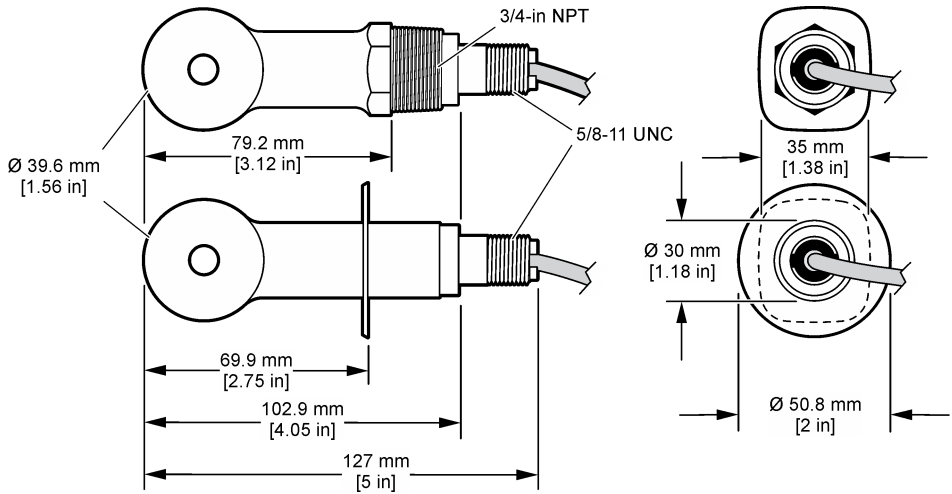 3/4-in NPT
5/8-11 UNC
79.2 mm
[3.12 in]
Ø 39.6 mm
[1.56 in]
35 mm
[1.38 in]
Ø 30 mm
[1.18 in]
69.9 mm
[2.75 in]
102.9 mm
[4.05 in]
127 mm
[5 in]
Ø 50.8 mm
[2 in]